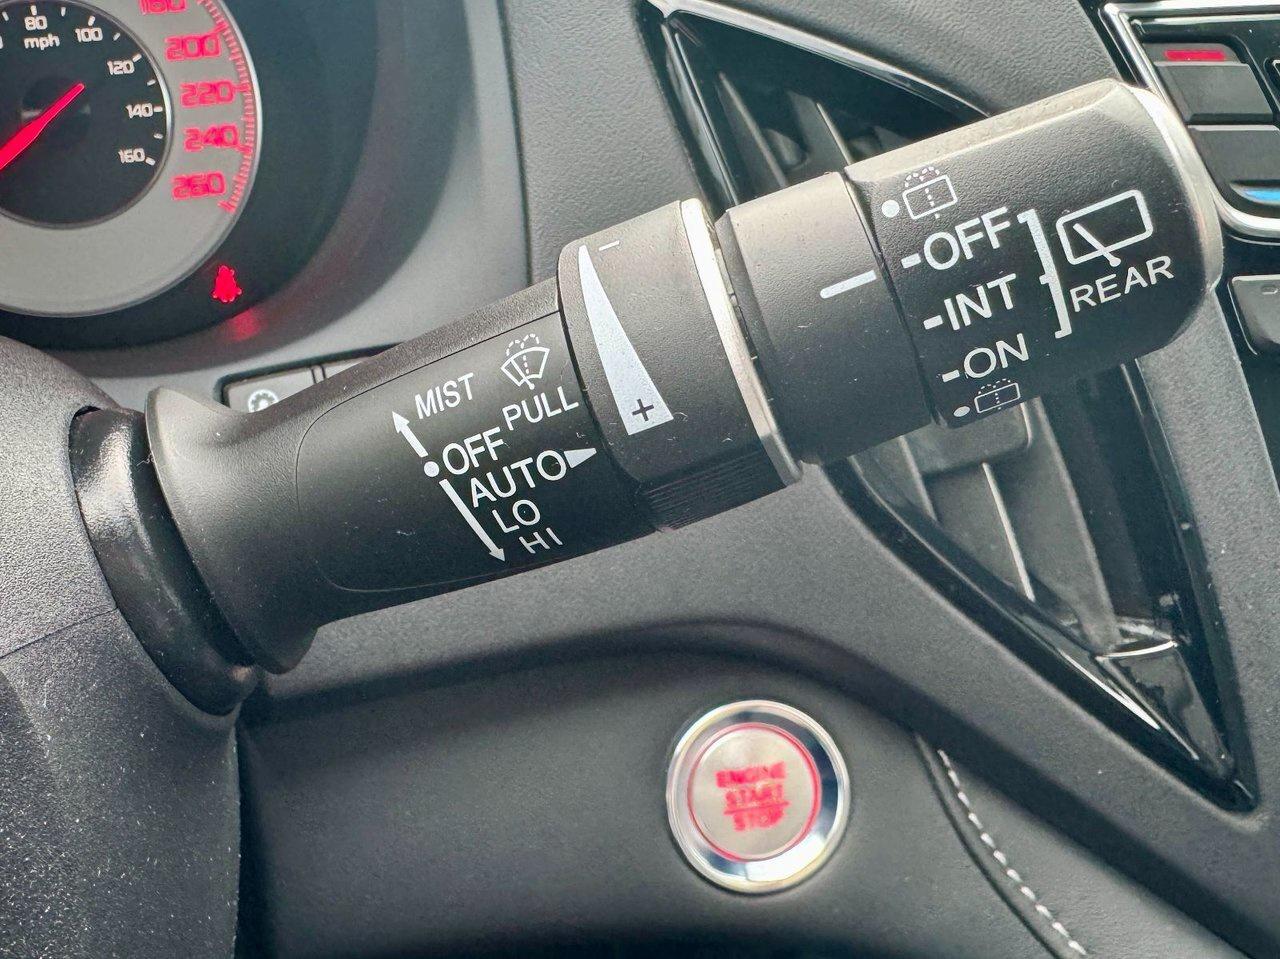 80
mph
100
120
140
160
180
200
220
240
260
MIST
PULL
OFF
AUTO
LO
HI
-
+
OFF
INT
ON
REAR
ENGINE
START
STOP